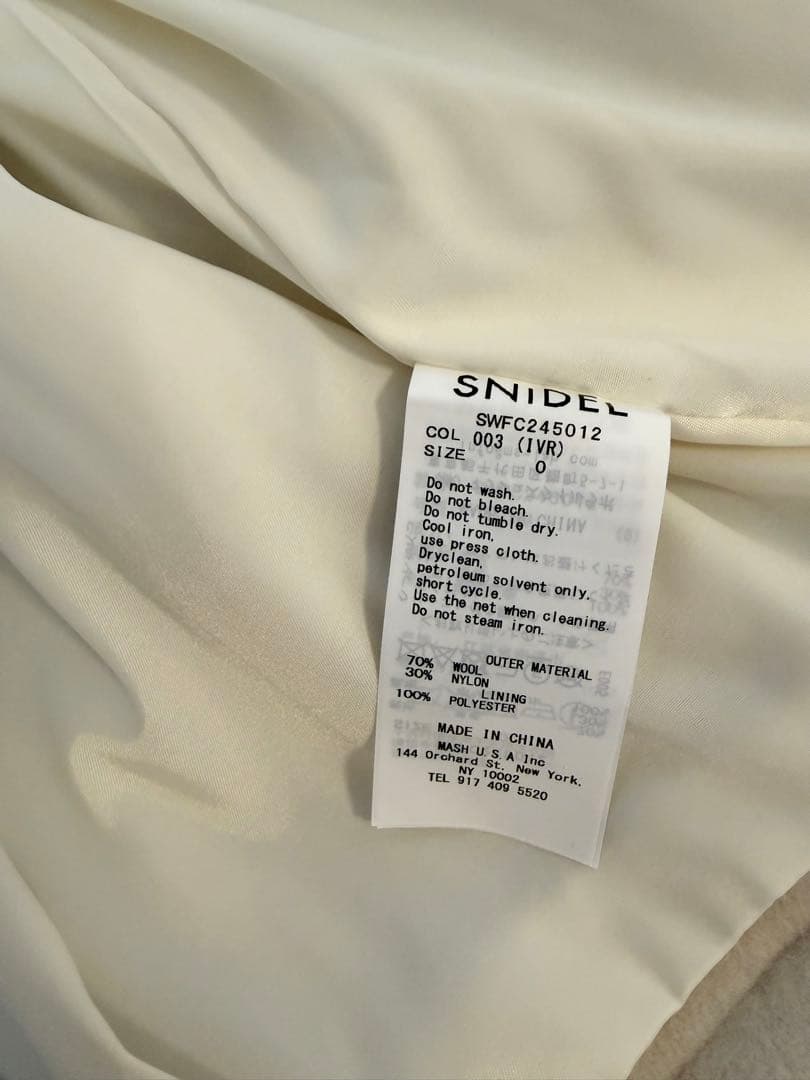 SNIDEL
SWFC245012
COL 003 (IVR)
SIZE 0
Do not wash.
Do not bleach.
Do not tumble dry.
Cool iron,
use press cloth.
Dryclean,
petroleum solvent only.
short cycle.
Use the net when cleaning.
Do not steam iron.
OUTER MATERIAL
70% WOOL
30% NYLON
LINING
100% POLYESTER
MADE IN CHINA
MASH U.S.A Inc
144 Orchard St. New York,
NY 10002
TEL 917 409 5520